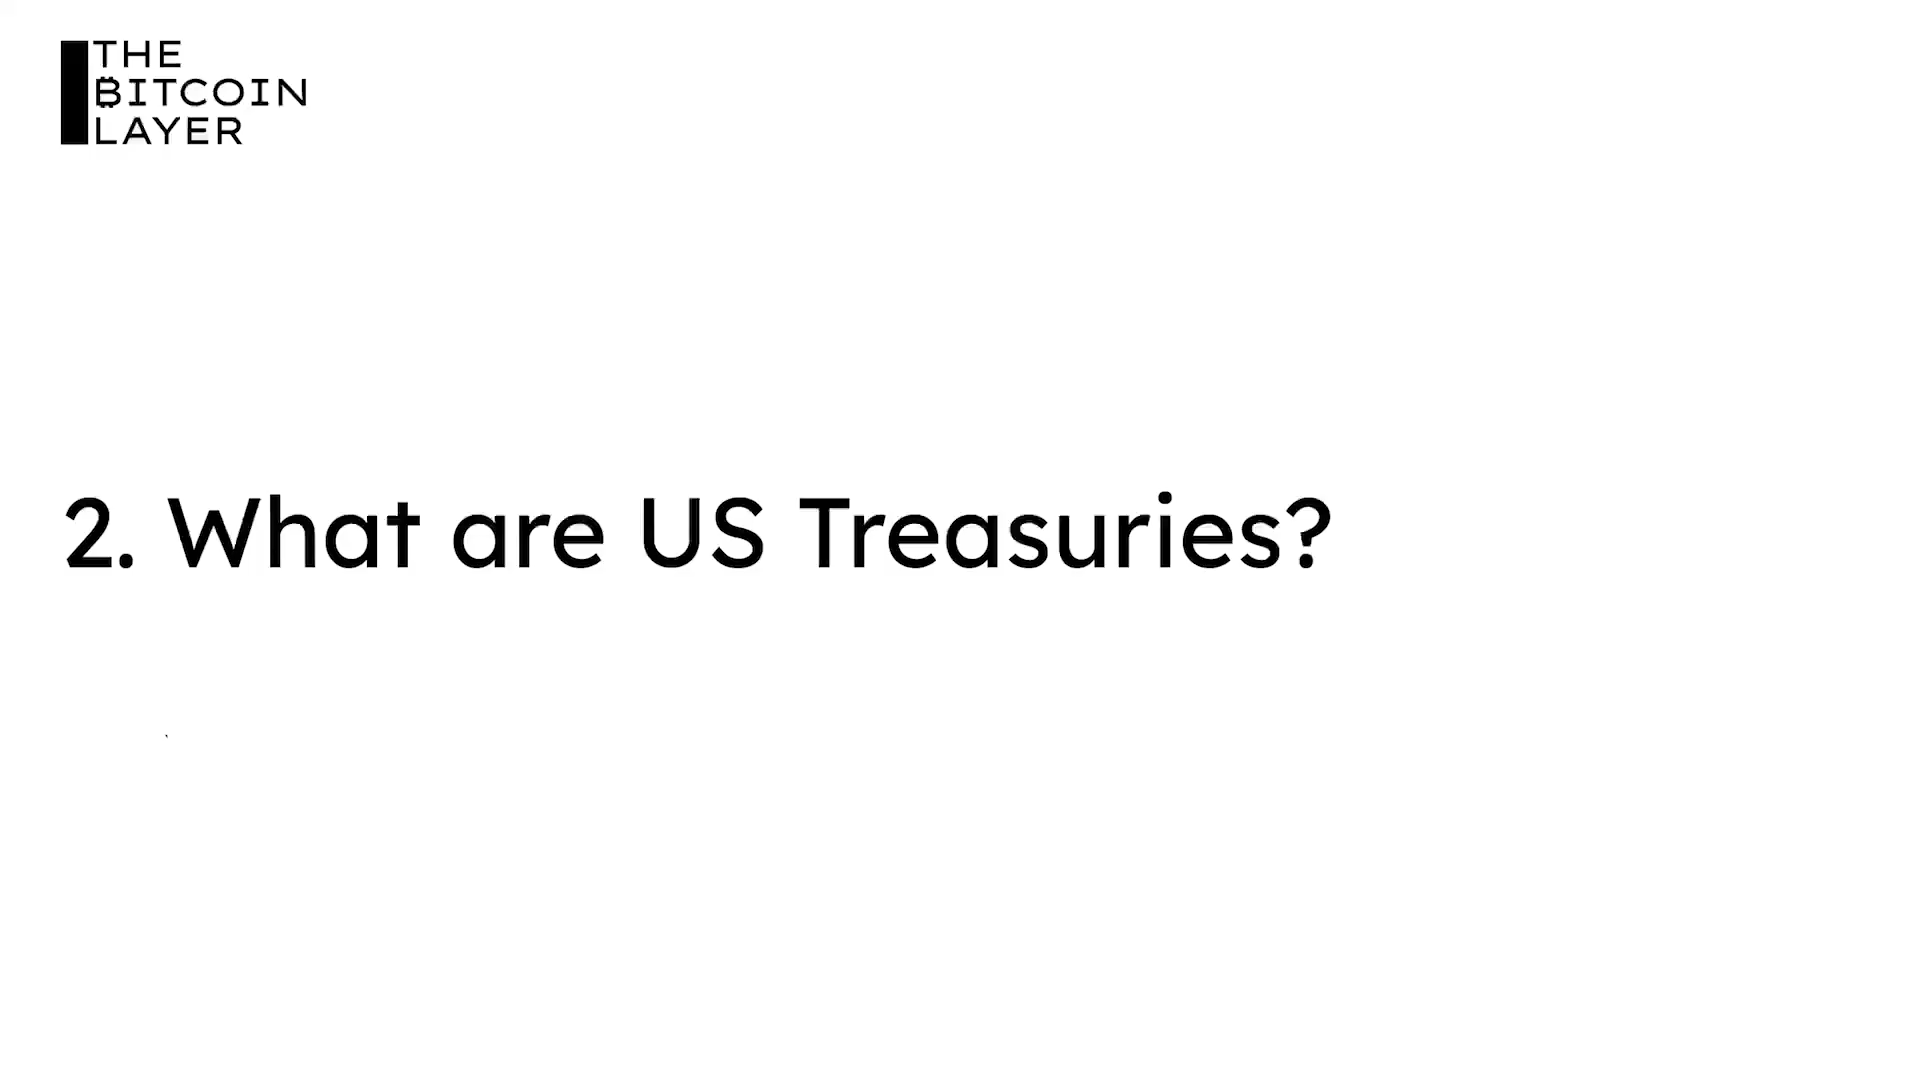 THE
BITCOIN
LAYER
2. What are US Treasuries?